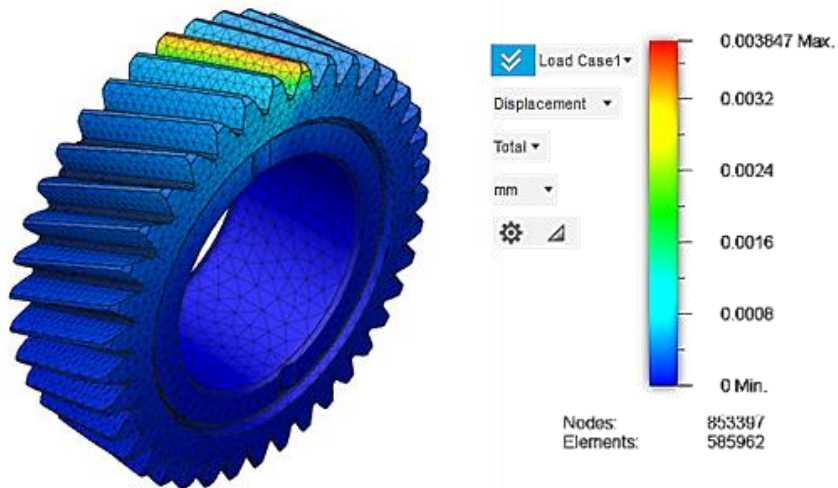 0.003847 Max.
Load Case1
0.0032
Displacement
0.0024
Total
mm
0.0016
0.0008
0 Min.
Nodes: 853397
Elements: 585962